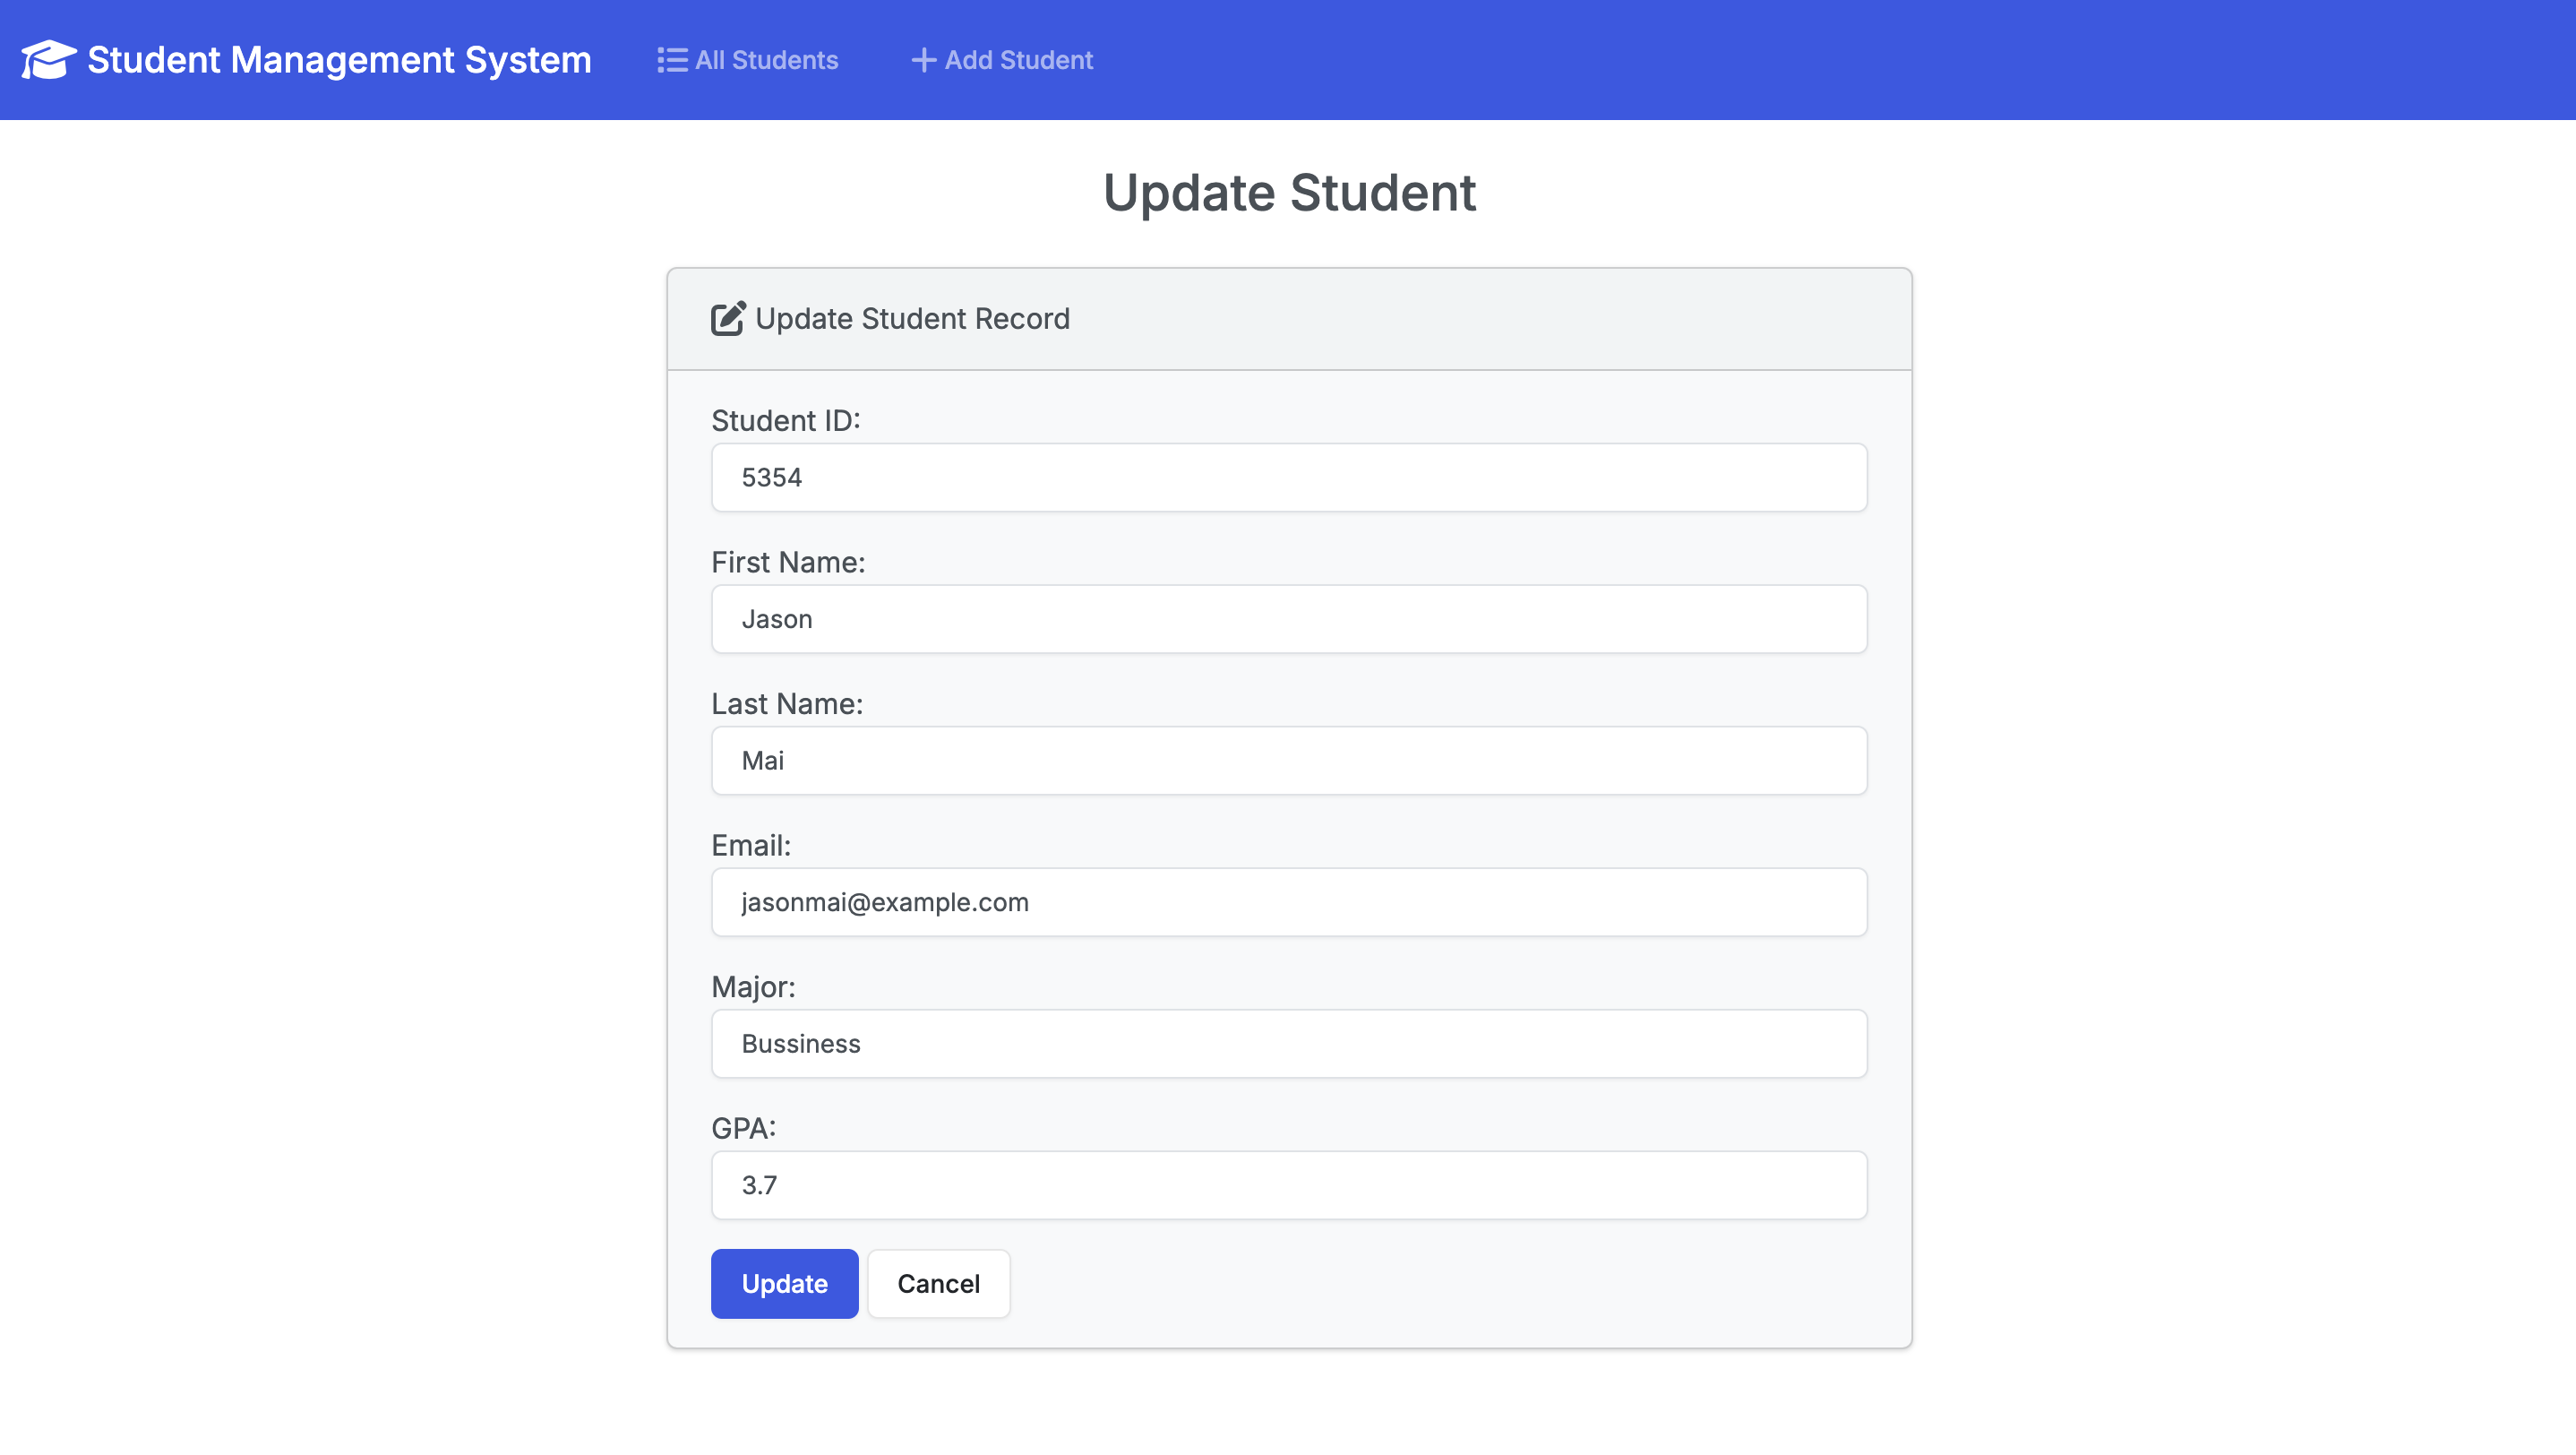 Student Management System
All Students
Add Student
Update Student
Update Student Record
Student ID:
5354
First Name:
Jason
Last Name:
Mai
Email:
jasonmai@example.com
Major:
Bussiness
GPA:
3.7
Update
Cancel